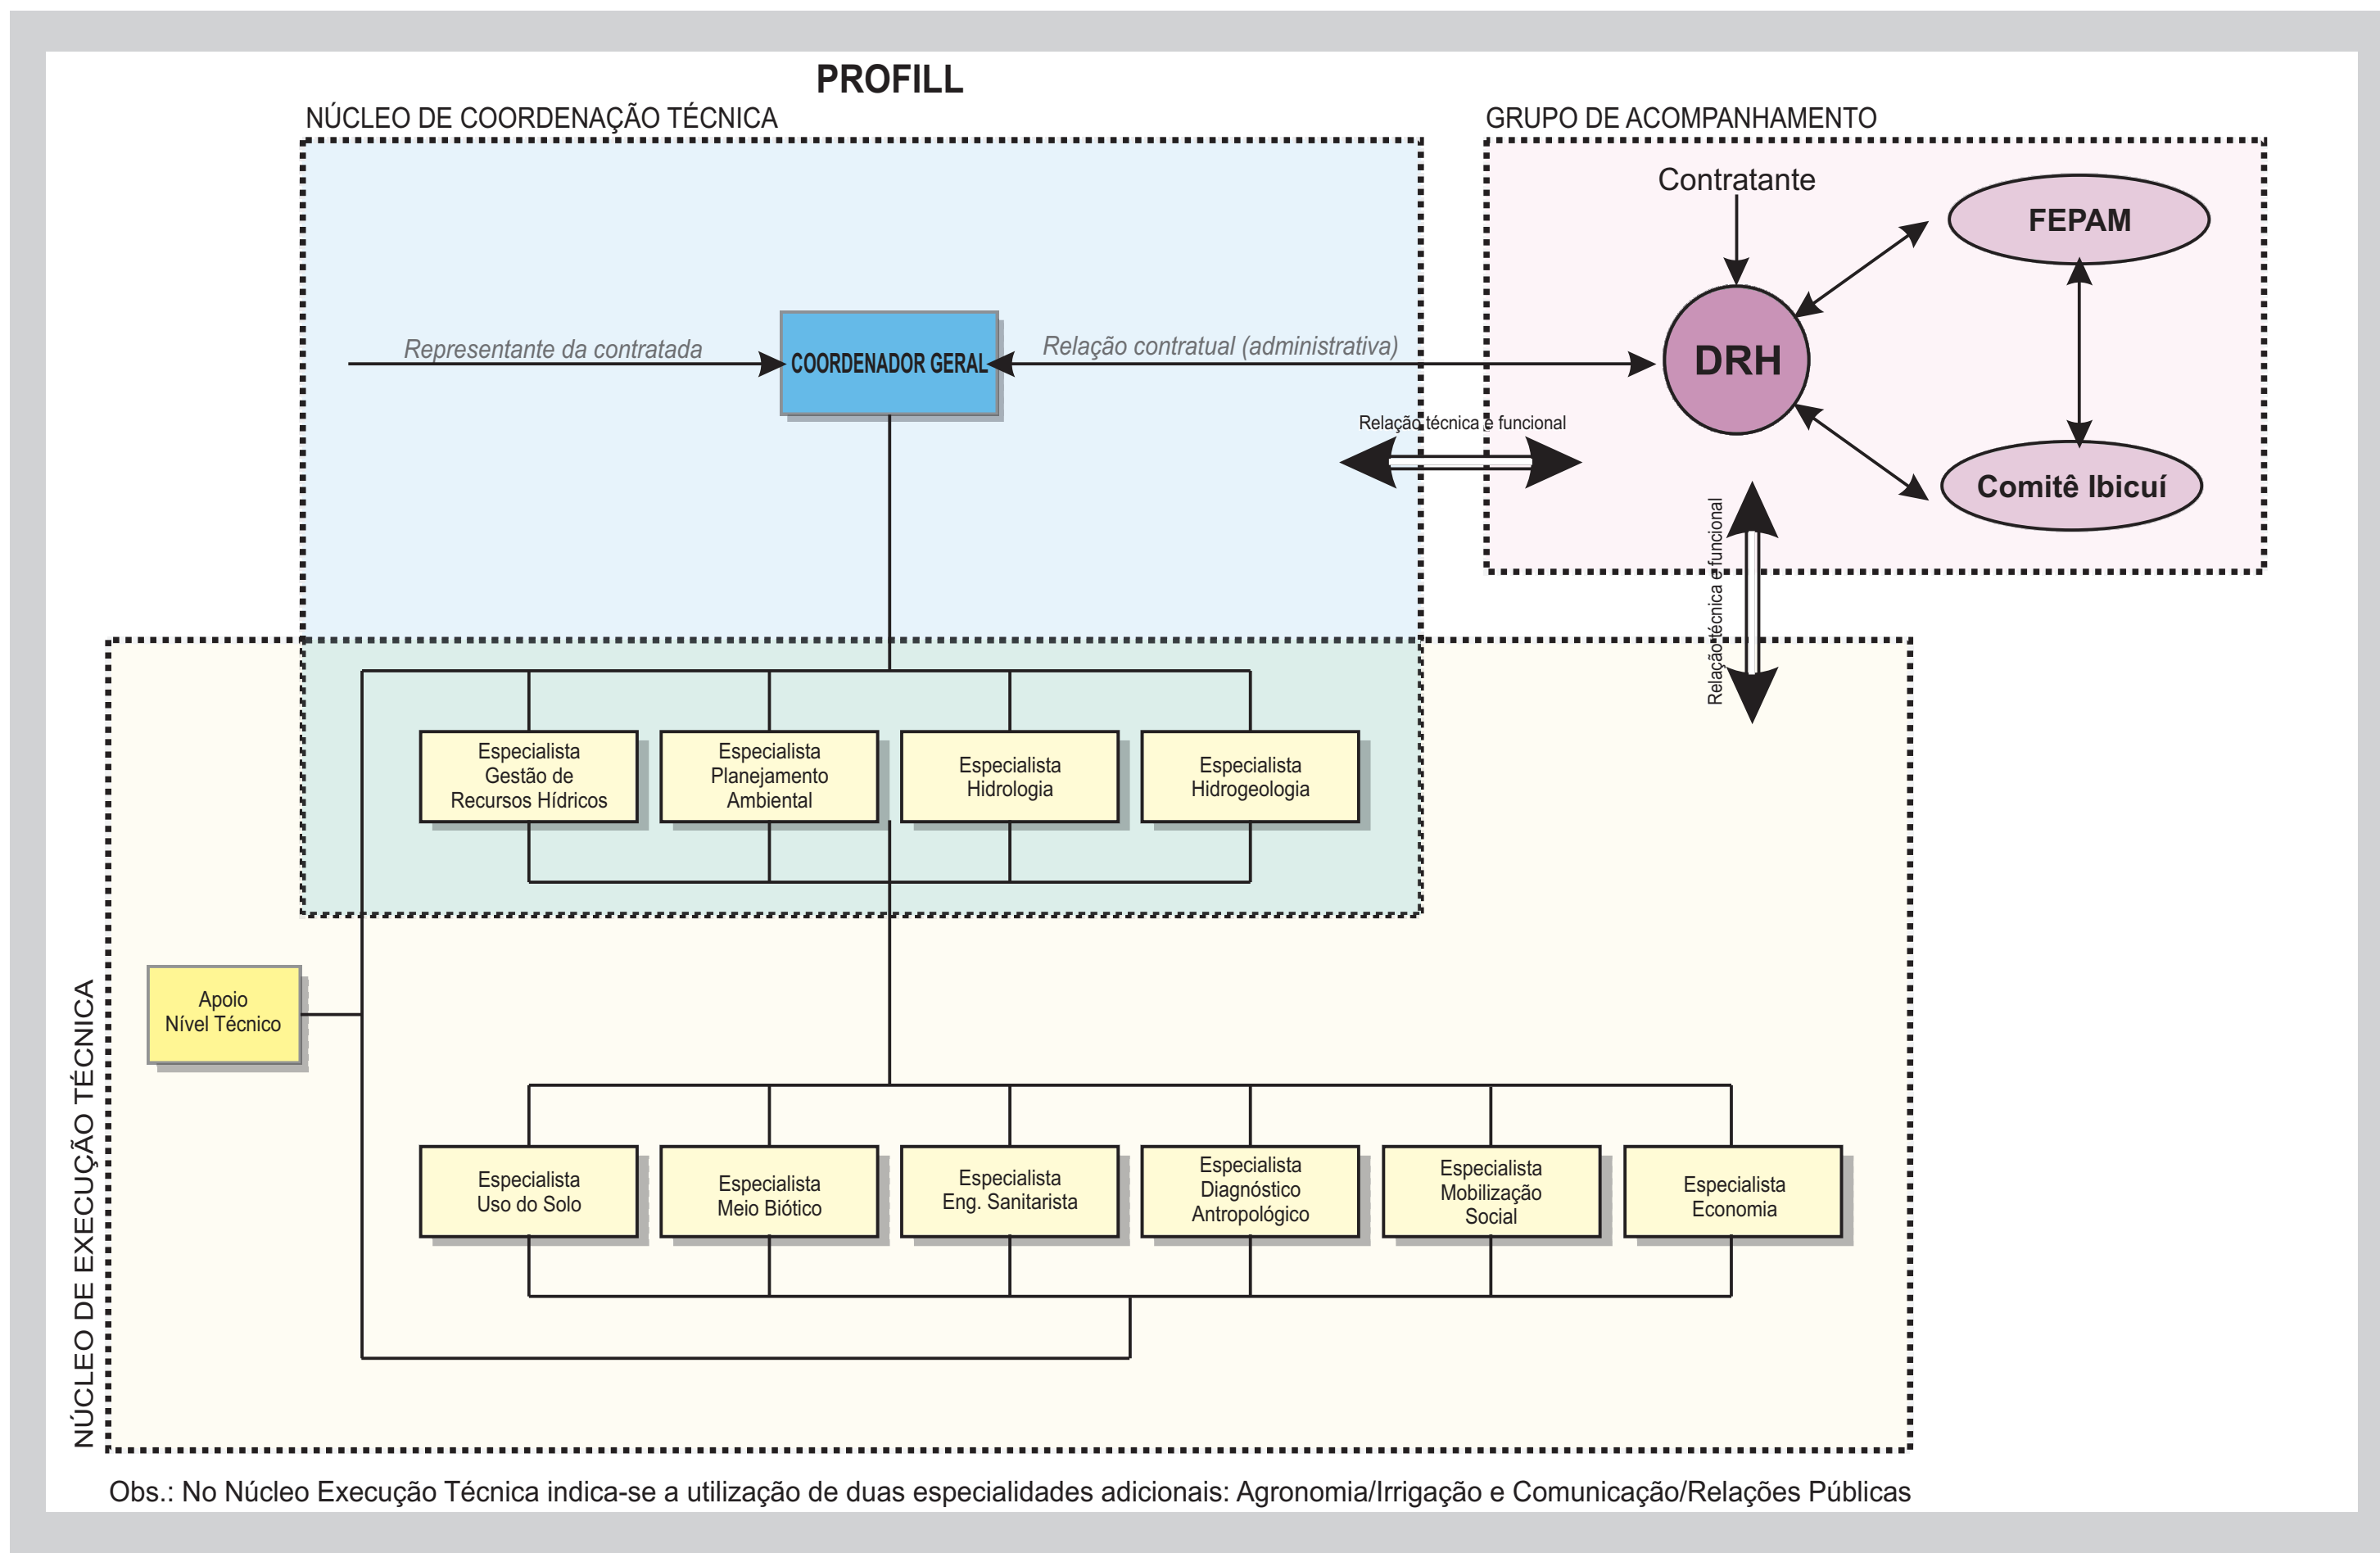 PROFILL
NÚCLEO DE COORDENAÇÃO TÉCNICA
GRUPO DE ACOMPANHAMENTO
Contratante
FEPAM
Representante da contratada
COORDENADOR GERAL
Relação contratual (administrativa)
DRH
Relação técnica e funcional
Comitê Ibicuí
Relação técnica e funcional
Especialista
Gestão de
Recursos Hídricos
Especialista
Planejamento
Ambiental
Especialista
Hidrologia
Especialista
Hidrogeologia
NÚCLEO DE EXECUÇÃO TÉCNICA
Apoio
Nível Técnico
Especialista
Uso do Solo
Especialista
Meio Biótico
Especialista
Eng. Sanitarista
Especialista
Diagnóstico
Antropológico
Especialista
Mobilização
Social
Especialista
Economia
Obs.: No Núcleo Execução Técnica indica-se a utilização de duas especialidades adicionais: Agronomia/Irrigação e Comunicação/Relações Públicas